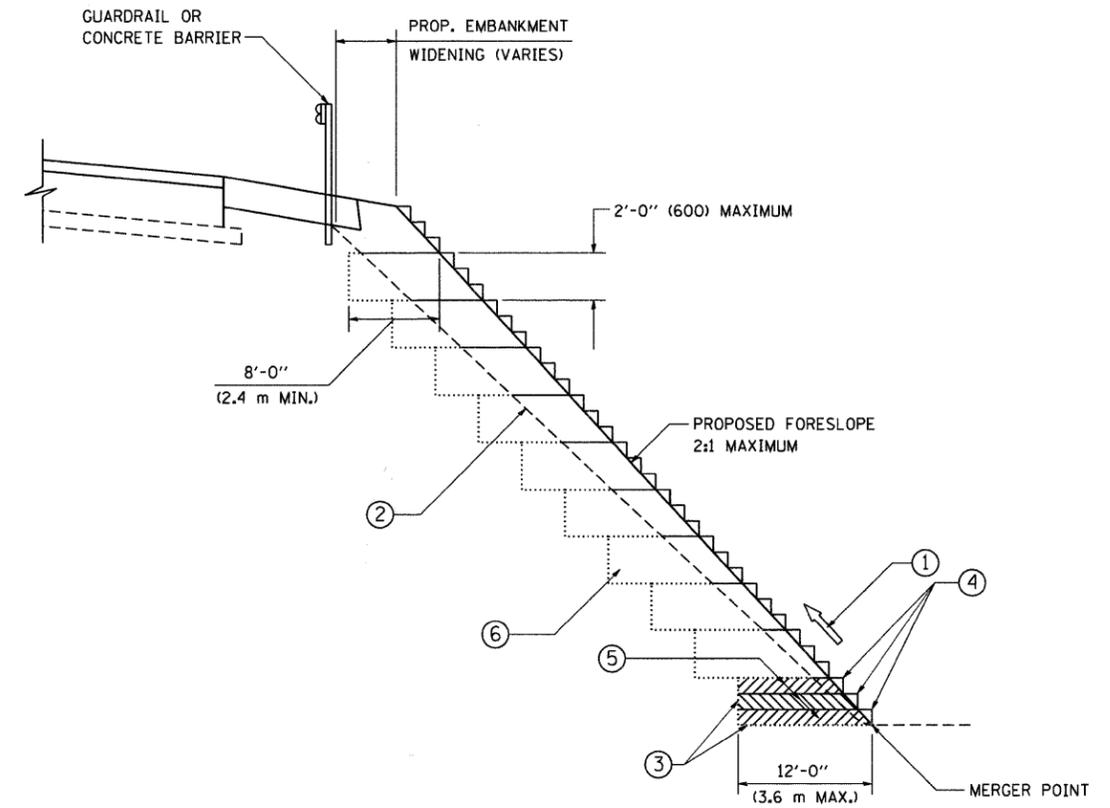 GUARDRAIL OR
CONCRETE BARRIER
PROP. EMBANKMENT
WIDENING (VARIES)
2'-0" (600) MAXIMUM
8'-0"
(2.4 m MIN.)
PROPOSED FORESLOPE
2:1 MAXIMUM
2
1
4
6
5
3
12'-0"
(3.6 m MAX.)
MERGER POINT